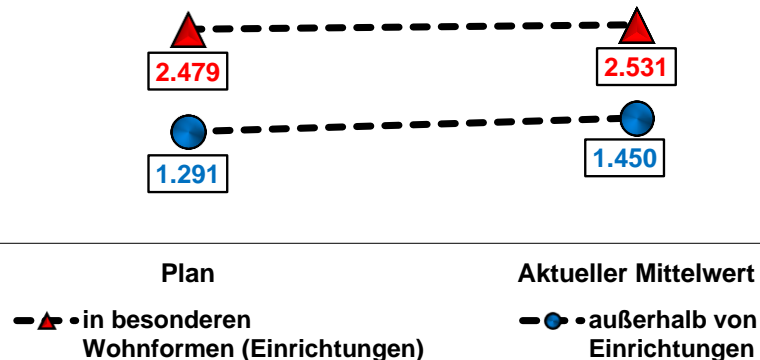 2.479
2.531
1.291
1.450
Plan
Aktueller Mittelwert
in besonderen
Wohnformen (Einrichtungen)
außerhalb von
Einrichtungen